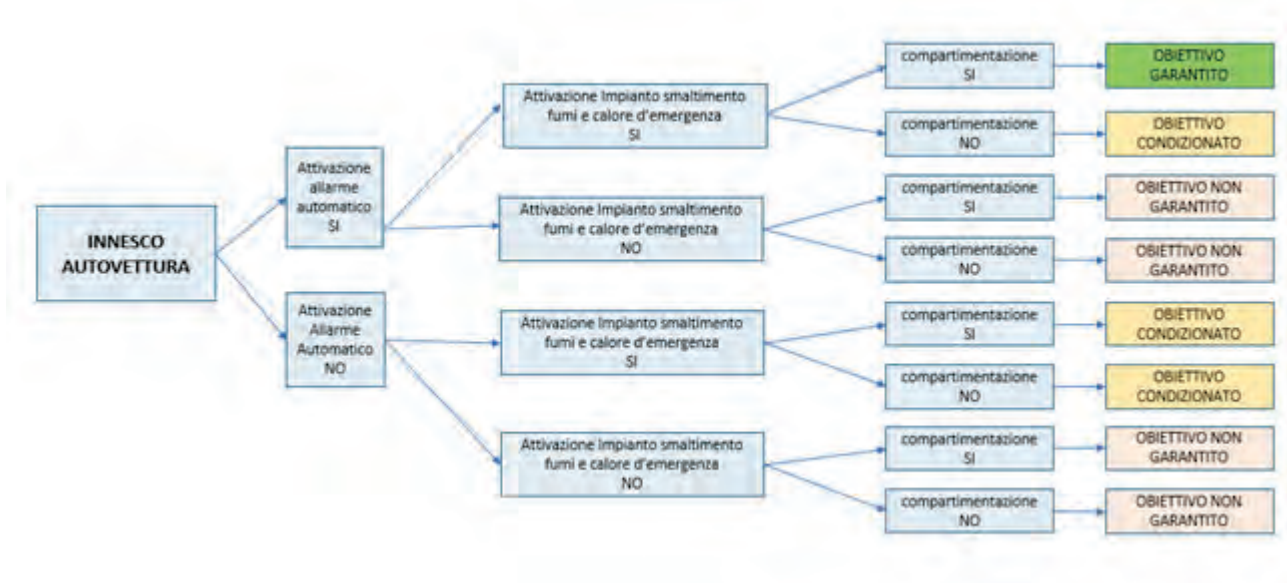 INNESCO
AUTOVETTURA
Attivazione
allarme
automatico
SI
Attivazione
Allarme
Automatico
NO
Attivazione Impianto smaltimento
fumi e calore d'emergenza
SI
Attivazione Impianto smaltimento
fumi e calore d'emergenza
NO
Attivazione Impianto smaltimento
fumi e calore d'emergenza
SI
Attivazione Impianto smaltimento
fumi e calore d'emergenza
NO
compartimentazione
SI
OBIETTIVO
GARANTITO
compartimentazione
NO
OBIETTIVO
CONDIZIONATO
compartimentazione
SI
OBIETTIVO NON
GARANTITO
compartimentazione
NO
OBIETTIVO NON
GARANTITO
compartimentazione
SI
OBIETTIVO
CONDIZIONATO
compartimentazione
NO
OBIETTIVO
CONDIZIONATO
compartimentazione
SI
OBIETTIVO NON
GARANTITO
compartimentazione
NO
OBIETTIVO NON
GARANTITO